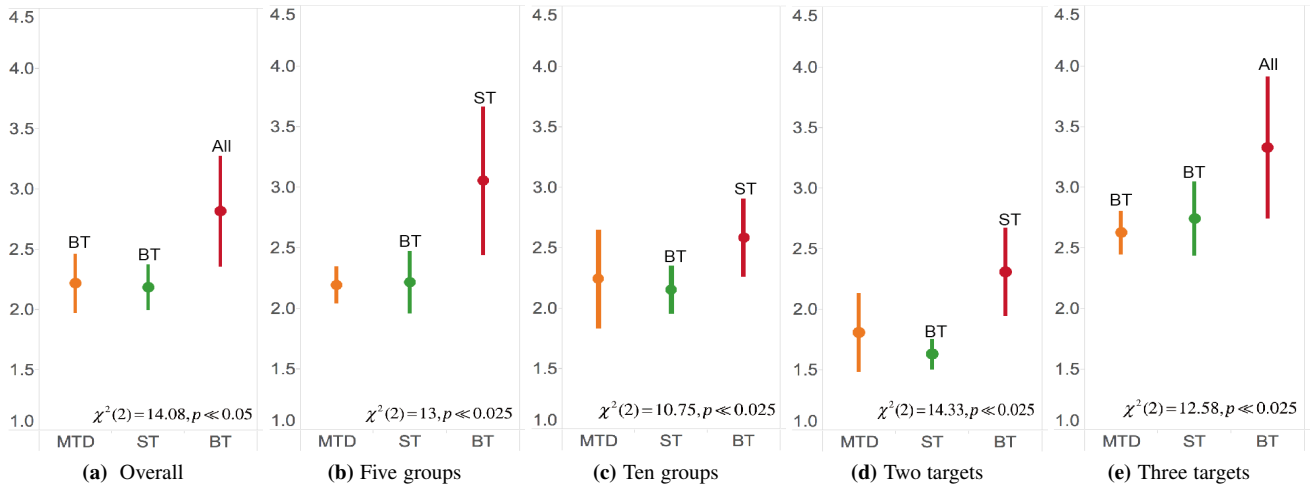 4.5
4.0
3.5
3.0
2.5
2.0
1.5
1.0
BT
BT
All
χ²(2)=14.08, p≪0.05
MTD ST BT
(a) Overall
4.5
4.0
3.5
3.0
2.5
2.0
1.5
1.0
BT
ST
χ²(2)=13, p≪0.025
MTD ST BT
(b) Five groups
4.5
4.0
3.5
3.0
2.5
2.0
1.5
1.0
BT
ST
χ²(2)=10.75, p≪0.025
MTD ST BT
(c) Ten groups
4.5
4.0
3.5
3.0
2.5
2.0
1.5
1.0
BT
ST
χ²(2)=14.33, p≪0.025
MTD ST BT
(d) Two targets
4.5
4.0
3.5
3.0
2.5
2.0
1.5
1.0
BT
BT
All
χ²(2)=12.58, p≪0.025
MTD ST BT
(e) Three targets